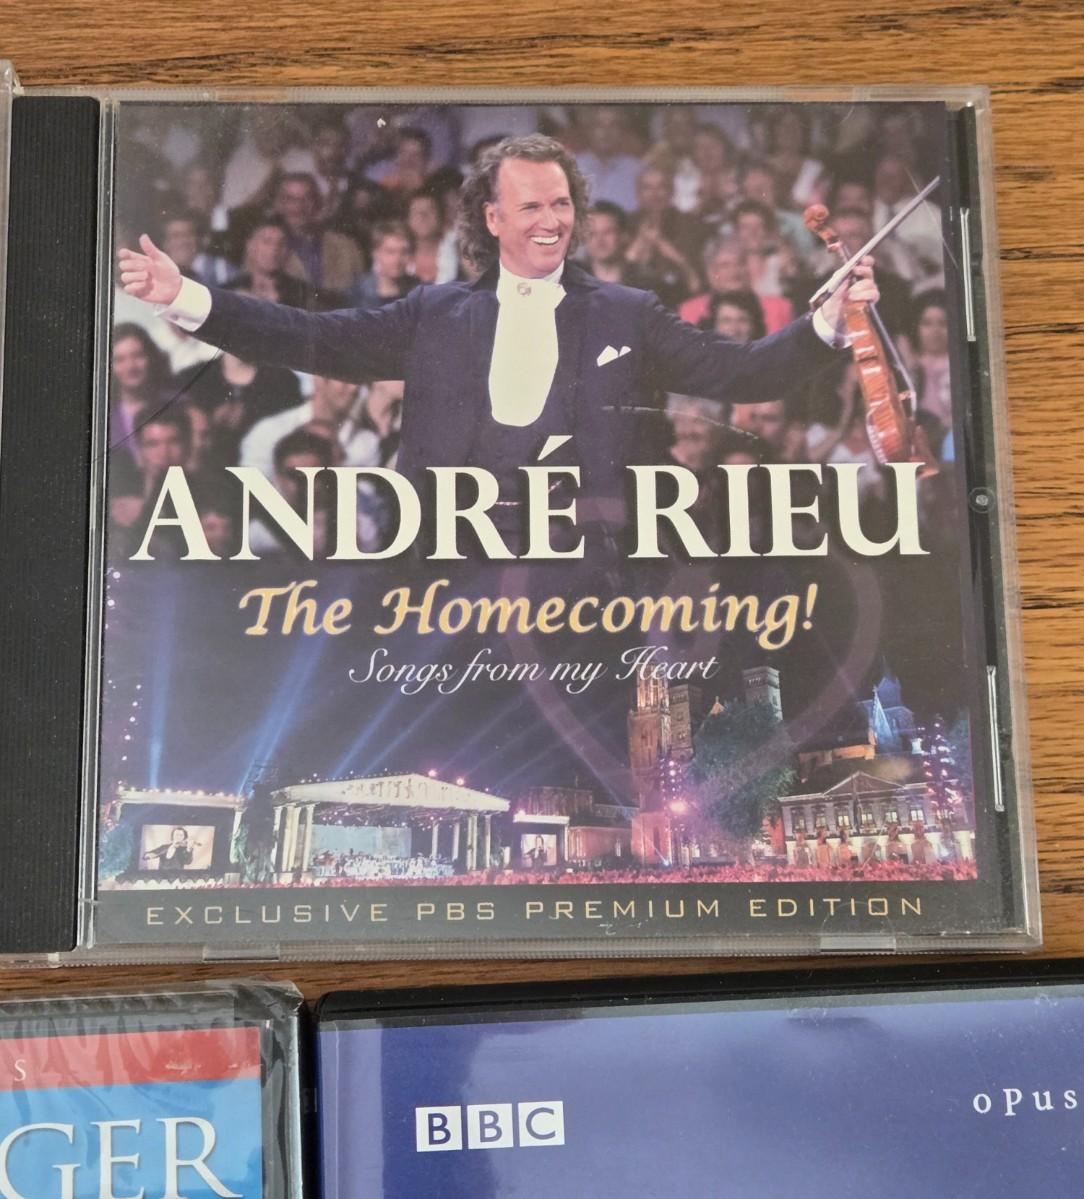 ANDRÉ RIEU
The Homecoming!
Songs from my Heart
EXCLUSIVE PBS PREMIUM EDITION
S
GER
BBC
oPus